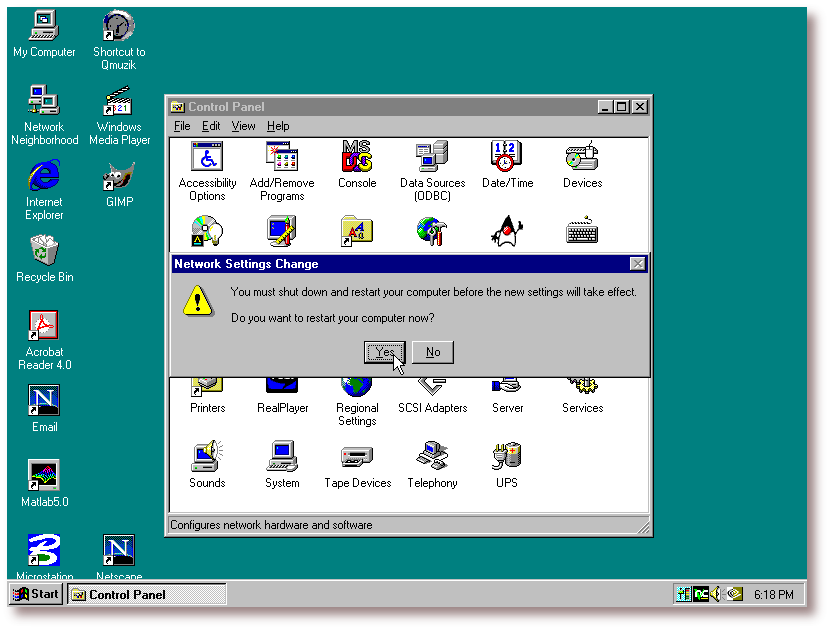 My Computer
Shortcut to
Qmuzik
Network
Neighborhood
Windows
Media Player
Internet
Explorer
GIMP
Recycle Bin
Acrobat
Reader 4.0
Email
Matlab5.0
Microstation
Netscape
Control Panel
File Edit View Help
Accessibility
Options
Add/Remove
Programs
Console
Data Sources
(ODBC)
Date/Time
Devices
Network Settings Change
You must shut down and restart your computer before the new settings will take effect.
Do you want to restart your computer now?
Yes
No
Printers
RealPlayer
Regional
Settings
SCSI Adapters
Server
Services
Sounds
System
Tape Devices
Telephony
UPS
Configures network hardware and software
Start
Control Panel
6:18 PM